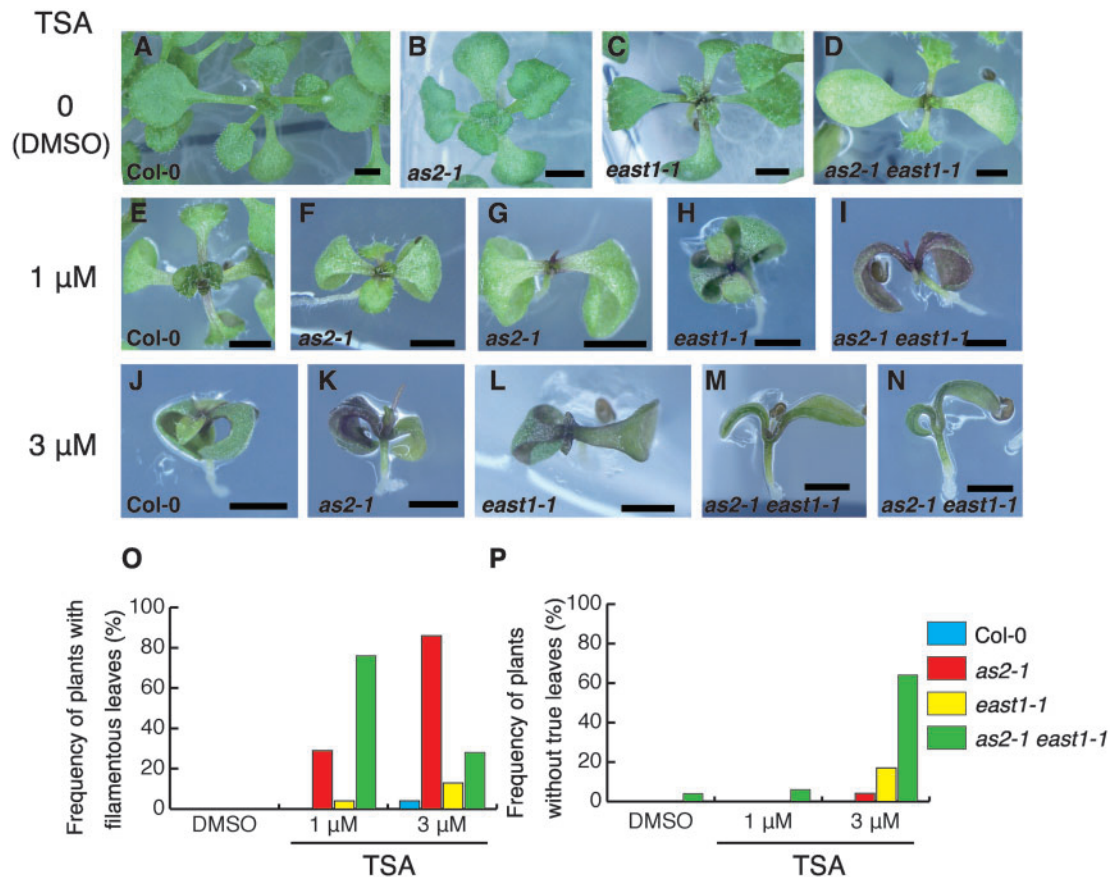 TSA
0
(DMSO)
A
Col-0
B
as2-1
C
east1-1
D
as2-1 east1-1
1 µM
E
Col-0
F
as2-1
G
as2-1
H
east1-1
I
as2-1 east1-1
3 µM
J
Col-0
K
as2-1
L
east1-1
M
as2-1 east1-1
N
as2-1 east1-1
O
Frequency of plants with
filamentous leaves (%)
100
80
60
40
20
0
DMSO
1 µM
3 µM
TSA
P
Frequency of plants
without true leaves (%)
100
80
60
40
20
0
DMSO
1 µM
3 µM
TSA
Col-0
as2-1
east1-1
as2-1 east1-1